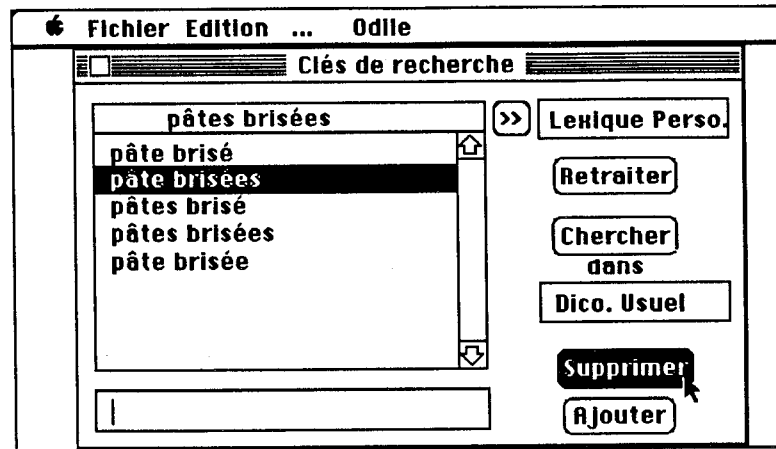 Fichier Edition ... Odile
Clés de recherche
pâtes brisées
>>
Lexique Perso.
pâte brisé
pâte brisées
pâtes brisé
pâtes brisées
pâte brisée
Retraiter
Chercher
dans
Dico. Usuel
Supprimer
Ajouter